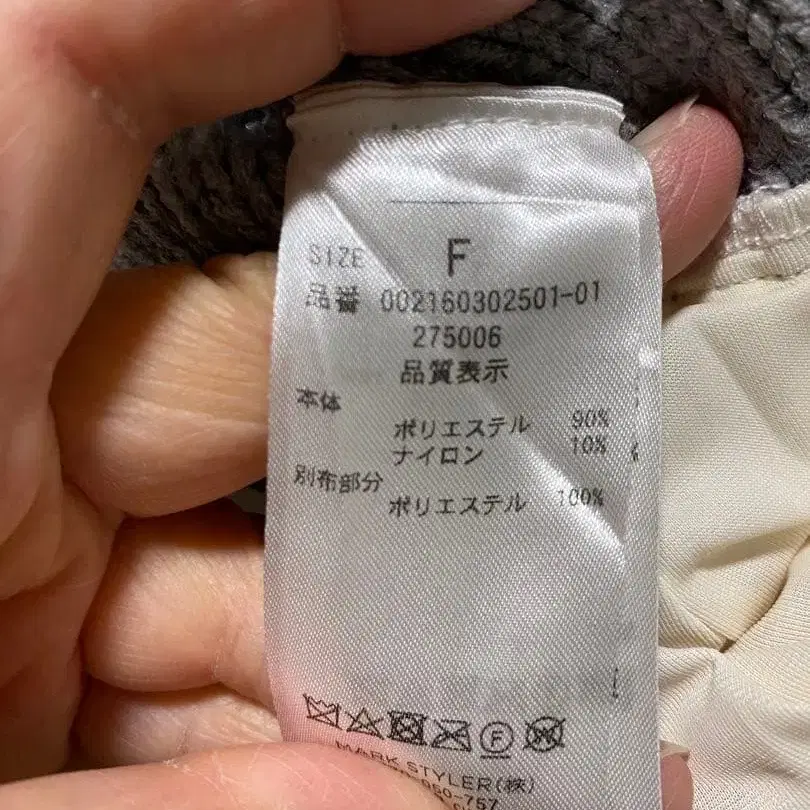 SIZE F
品番 002160302501-01
275006
品質表示
本体
ポリエステル 90%
ナイロン 10%
別布部分
ポリエステル 100%
MARK STYLER(株)